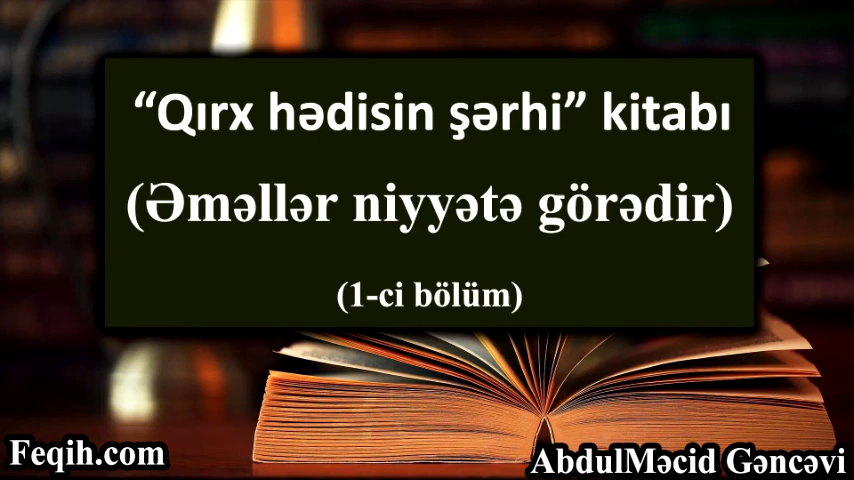 “Qırx hədisin şərhi” kitabı
(Əməllər niyyətə görədir)
(1-ci bölüm)
Feqih.com
AbdulMəcid Gəncəvi